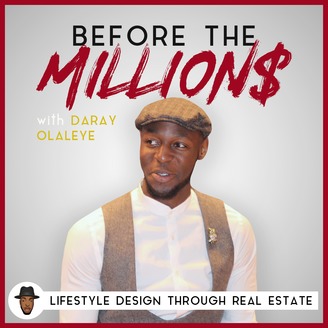 BEFORE THE
MILLION$
with DARAY
OLALEYE
LIFESTYLE DESIGN THROUGH REAL ESTATE